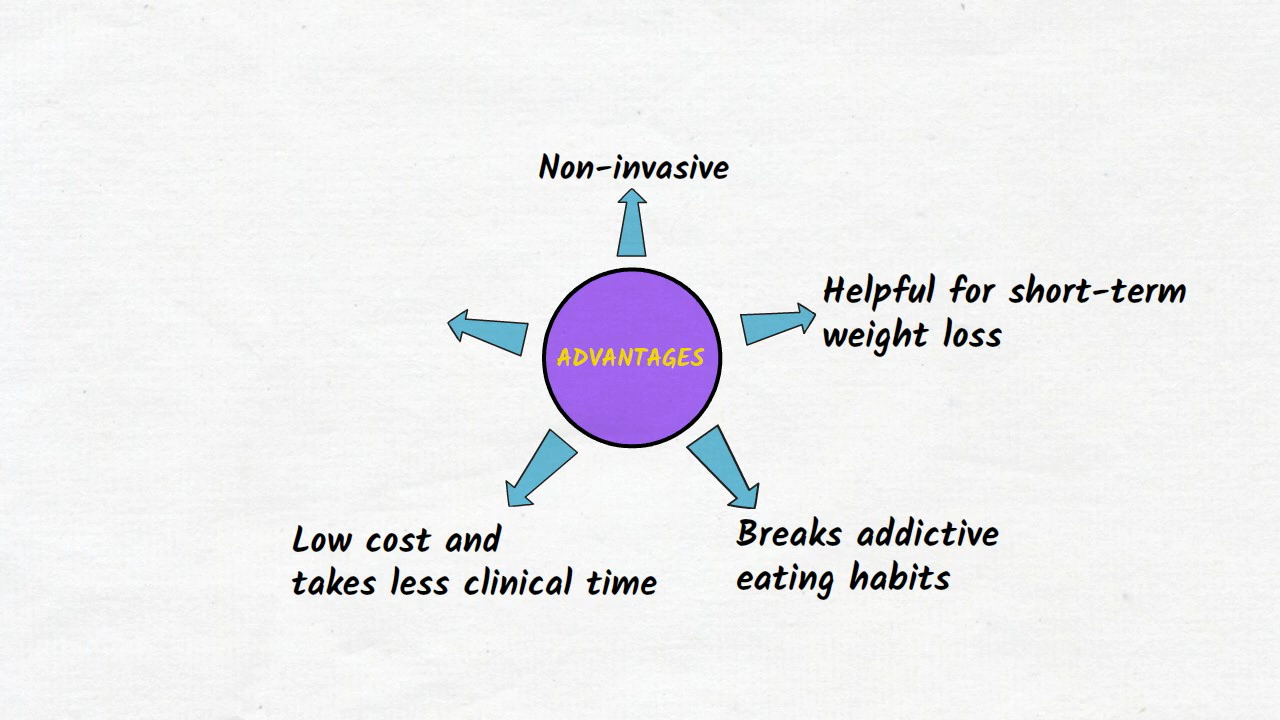 Non-invasive
Helpful for short-term
weight loss
ADVANTAGES
Low cost and
takes less clinical time
Breaks addictive
eating habits